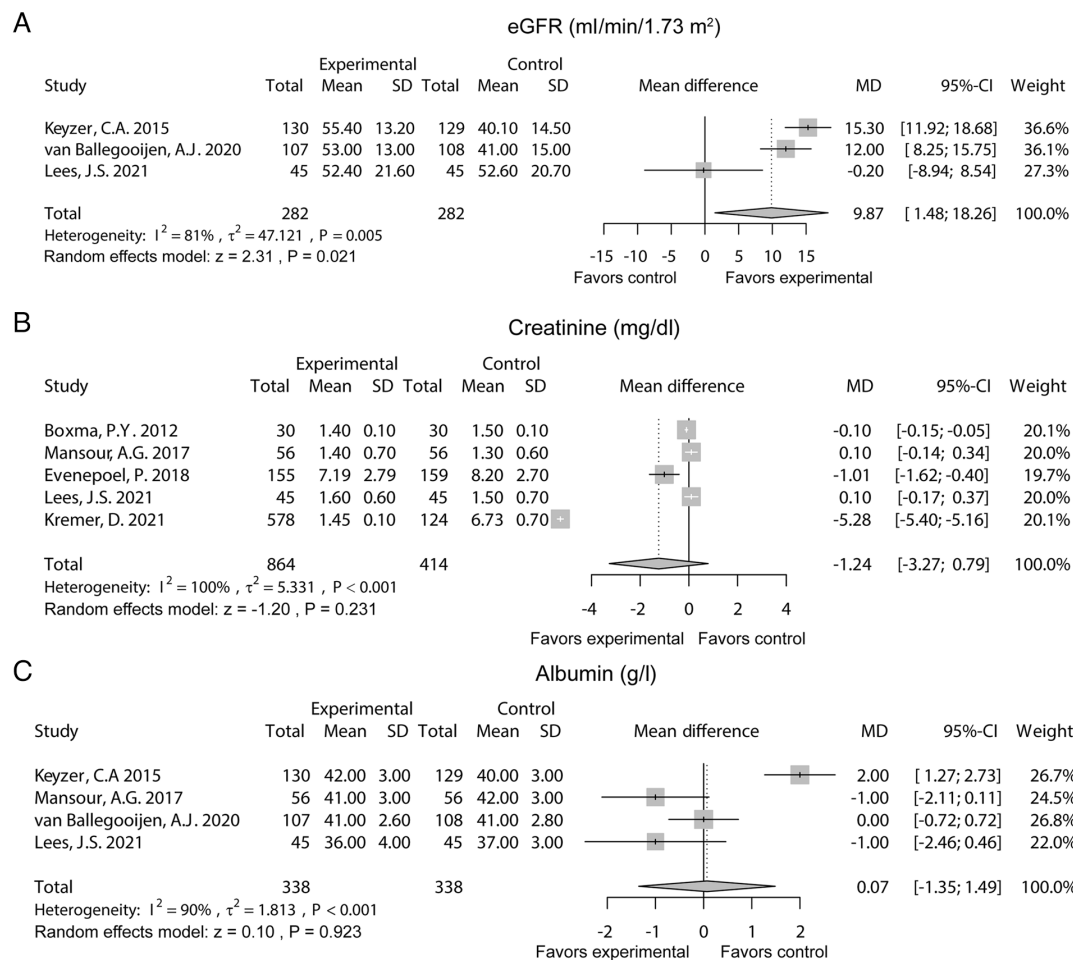 A
eGFR (ml/min/1.73 m²)
Experimental Control
Study Total Mean SD Total Mean SD Mean difference MD 95%-CI Weight
Keyzer, C.A. 2015 130 55.40 13.20 129 40.10 14.50 15.30 [11.92; 18.68] 36.6%
van Ballegooijen, A.J. 2020 107 53.00 13.00 108 41.00 15.00 12.00 [ 8.25; 15.75] 36.1%
Lees, J.S. 2021 45 52.40 21.60 45 52.60 20.70 -0.20 [-8.94; 8.54] 27.3%
Total 282 282 9.87 [ 1.48; 18.26] 100.0%
Heterogeneity: I² = 81% , τ² = 47.121 , P = 0.005
Random effects model: z = 2.31 , P = 0.021
-15 -10 -5 0 5 10 15
Favors control Favors experimental
B
Creatinine (mg/dl)
Experimental Control
Study Total Mean SD Total Mean SD Mean difference MD 95%-CI Weight
Boxma, P.Y. 2012 30 1.40 0.10 30 1.50 0.10 -0.10 [-0.15; -0.05] 20.1%
Mansour, A.G. 2017 56 1.40 0.70 56 1.30 0.60 0.10 [-0.14; 0.34] 20.0%
Evenepoel, P. 2018 155 7.19 2.79 159 8.20 2.70 -1.01 [-1.62; -0.40] 19.7%
Lees, J.S. 2021 45 1.60 0.60 45 1.50 0.70 0.10 [-0.17; 0.37] 20.0%
Kremer, D. 2021 578 1.45 0.10 124 6.73 0.70 -5.28 [-5.40; -5.16] 20.1%
Total 864 414 -1.24 [-3.27; 0.79] 100.0%
Heterogeneity: I² = 100% , τ² = 5.331 , P < 0.001
Random effects model: z = -1.20 , P = 0.231
-4 -2 0 2 4
Favors experimental Favors control
C
Albumin (g/l)
Experimental Control
Study Total Mean SD Total Mean SD Mean difference MD 95%-CI Weight
Keyzer, C.A 2015 130 42.00 3.00 129 40.00 3.00 2.00 [ 1.27; 2.73] 26.7%
Mansour, A.G. 2017 56 41.00 3.00 56 42.00 3.00 -1.00 [-2.11; 0.11] 24.5%
van Ballegooijen, A.J. 2020 107 41.00 2.60 108 41.00 2.80 0.00 [-0.72; 0.72] 26.8%
Lees, J.S. 2021 45 36.00 4.00 45 37.00 3.00 -1.00 [-2.46; 0.46] 22.0%
Total 338 338 0.07 [-1.35; 1.49] 100.0%
Heterogeneity: I² = 90% , τ² = 1.813 , P < 0.001
Random effects model: z = 0.10 , P = 0.923
-2 -1 0 1 2
Favors experimental Favors control